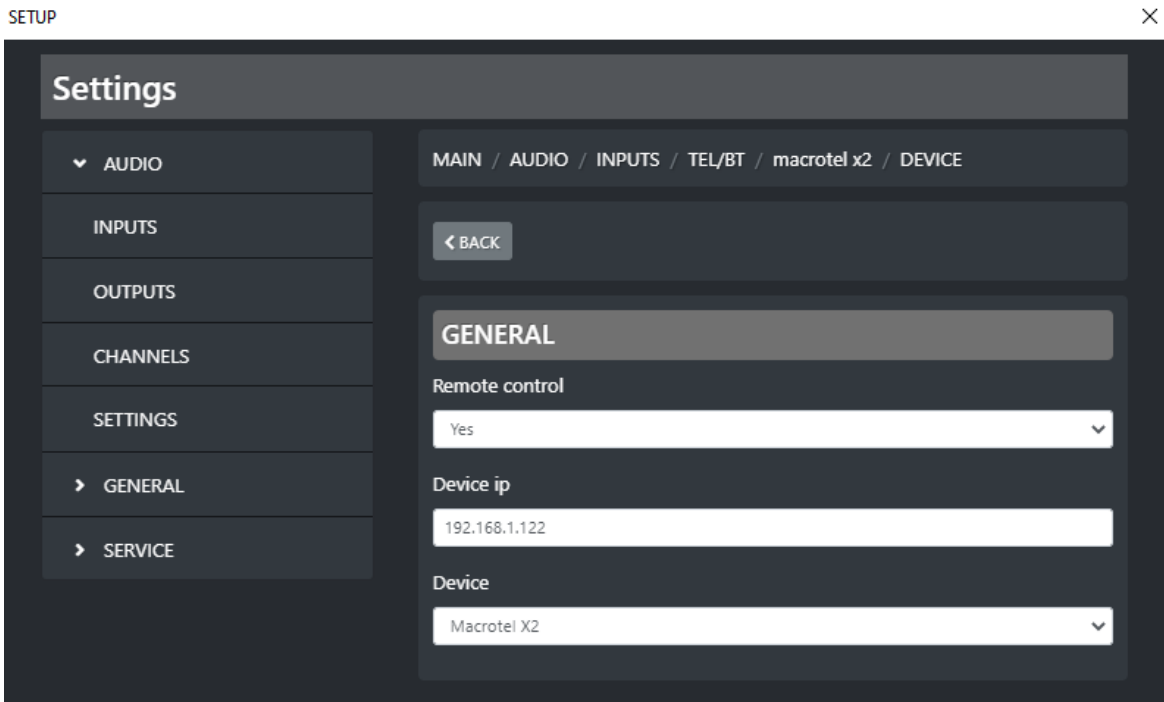 SETUP
Settings
AUDIO
INPUTS
OUTPUTS
CHANNELS
SETTINGS
GENERAL
SERVICE
MAIN / AUDIO / INPUTS / TEL/BT / macrotel x2 / DEVICE
BACK
GENERAL
Remote control
Yes
Device ip
192.168.1.122
Device
Macrotel X2